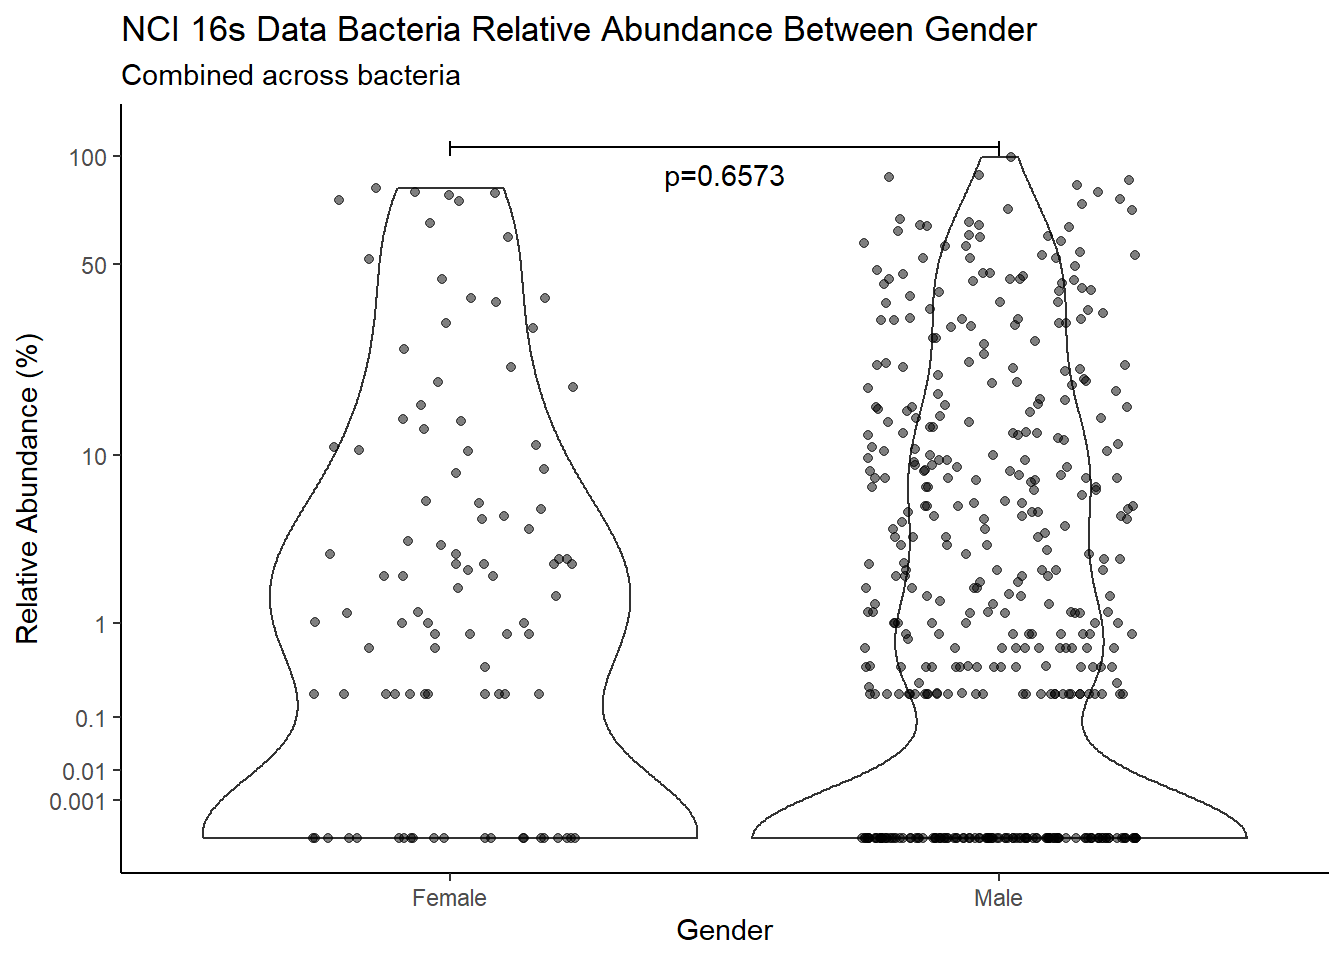 NCI 16s Data Bacteria Relative Abundance Between Gender
Combined across bacteria
p=0.6573
Relative Abundance (%)
100
50
10
1
0.1
0.01
0.001
Female
Male
Gender